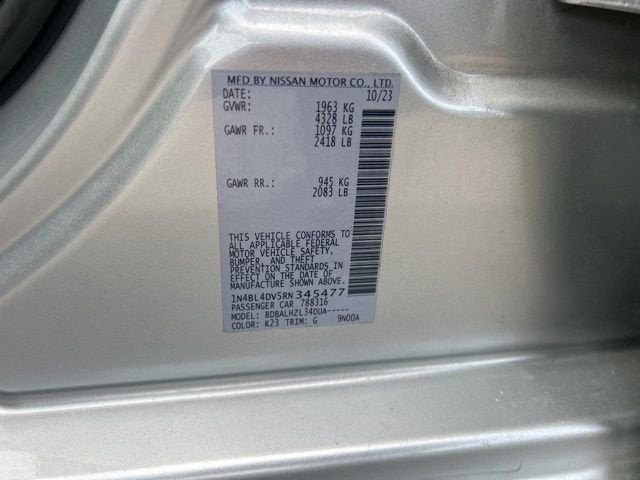 MFD BY NISSAN MOTOR CO., LTD.
DATE: 10/23
GVWR: 1963 KG
4328 LB
GAWR FR.: 1097 KG
2418 LB
GAWR RR.: 945 KG
2083 LB
THIS VEHICLE CONFORMS TO
ALL APPLICABLE FEDERAL
MOTOR VEHICLE SAFETY,
BUMPER, AND THEFT
PREVENTION STANDARDS IN
EFFECT ON THE DATE OF
MANUFACTURE SHOWN ABOVE.
1N4BL4DV5RN345477
PASSENGER CAR 788316
MODEL: BDBALHZL34DUA-----
COLOR: K23 TRIM: G 9N00A